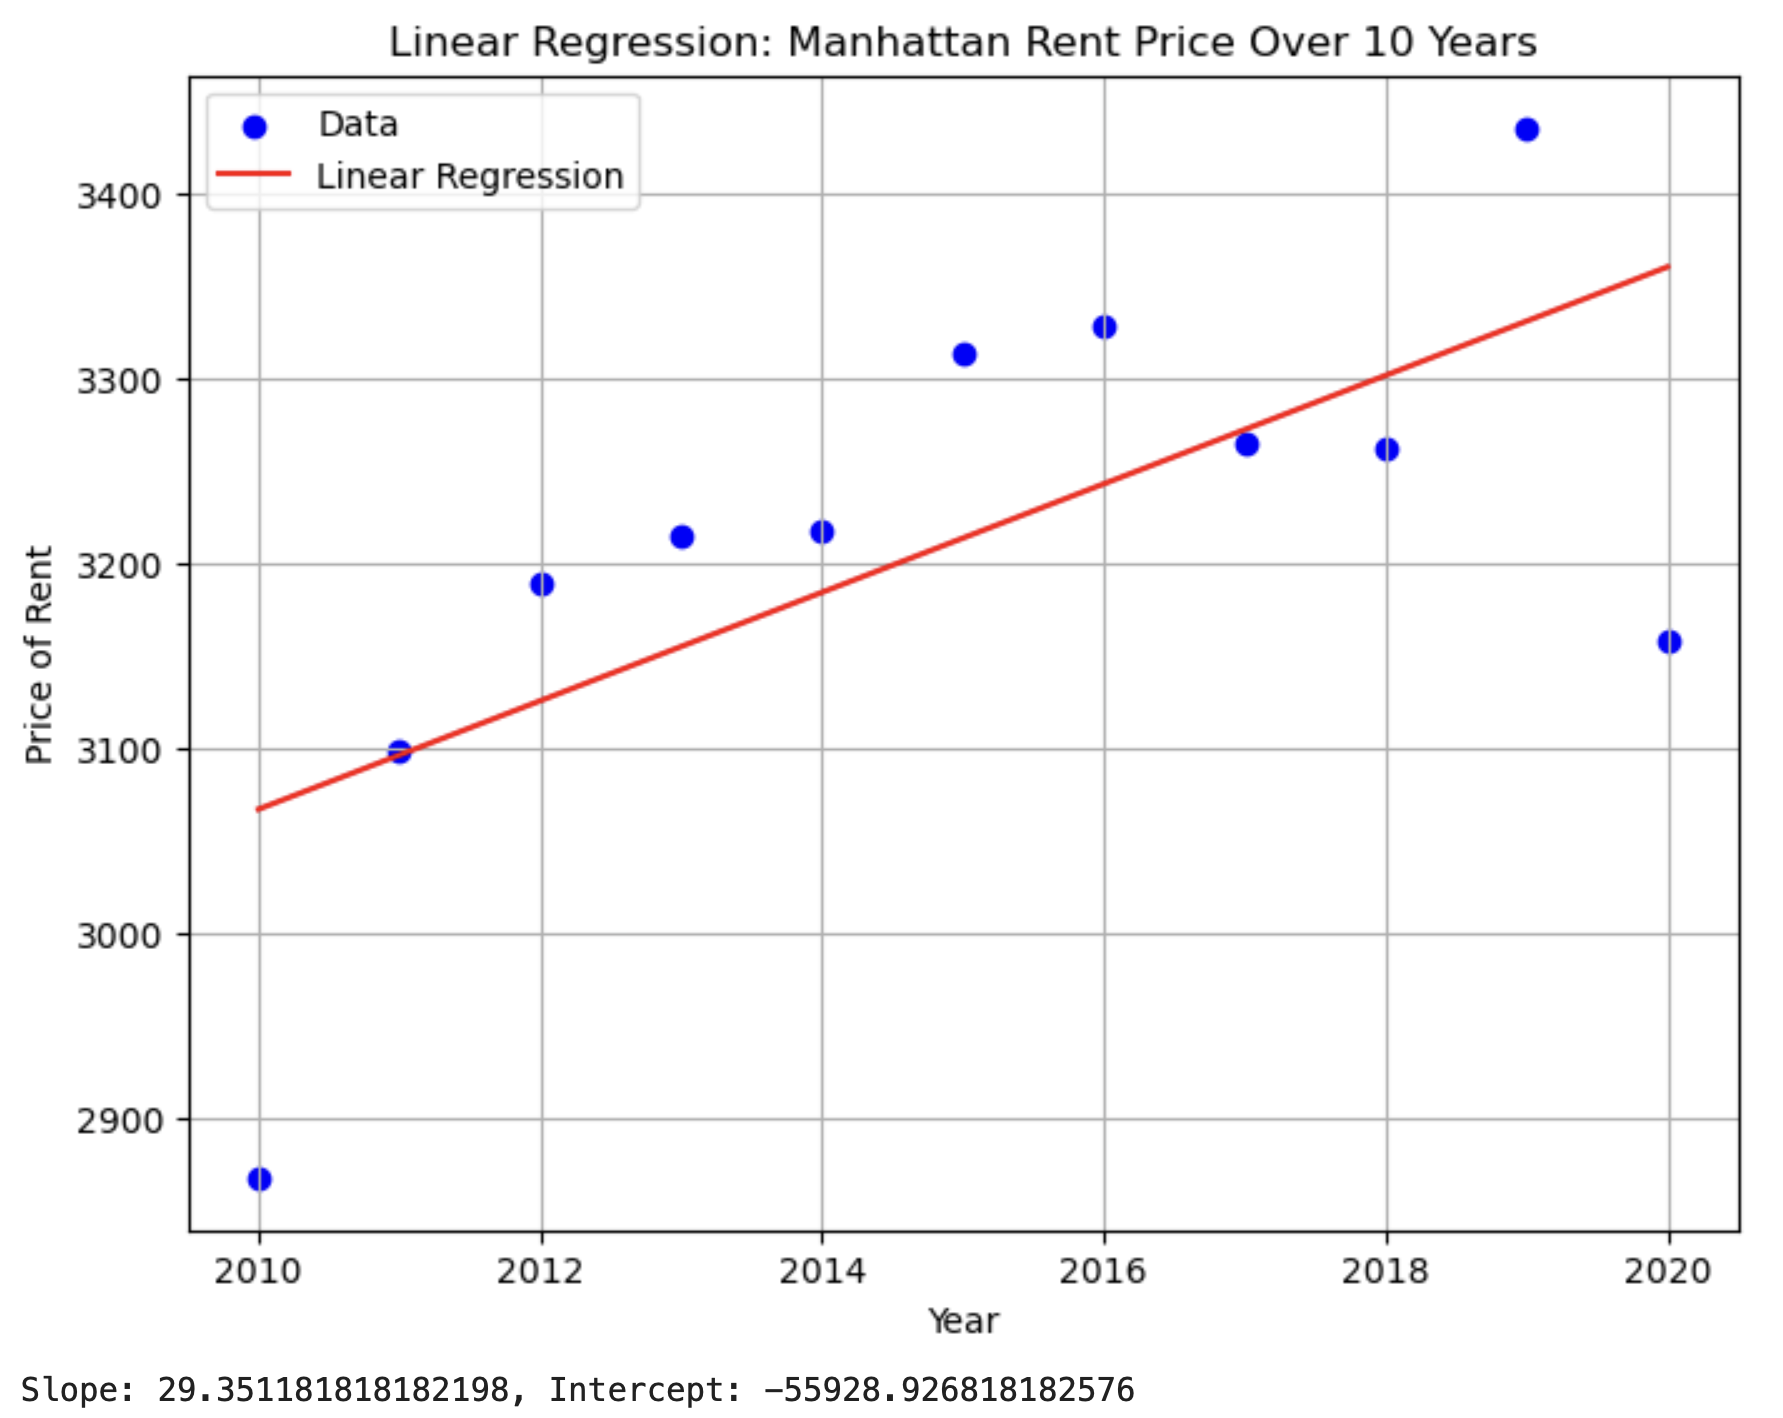 Linear Regression: Manhattan Rent Price Over 10 Years
Data
Linear Regression
3400
3300
3200
3100
3000
2900
Price of Rent
2010 2012 2014 2016 2018 2020
Year
Slope: 29.351181818182198, Intercept: −55928.926818182576